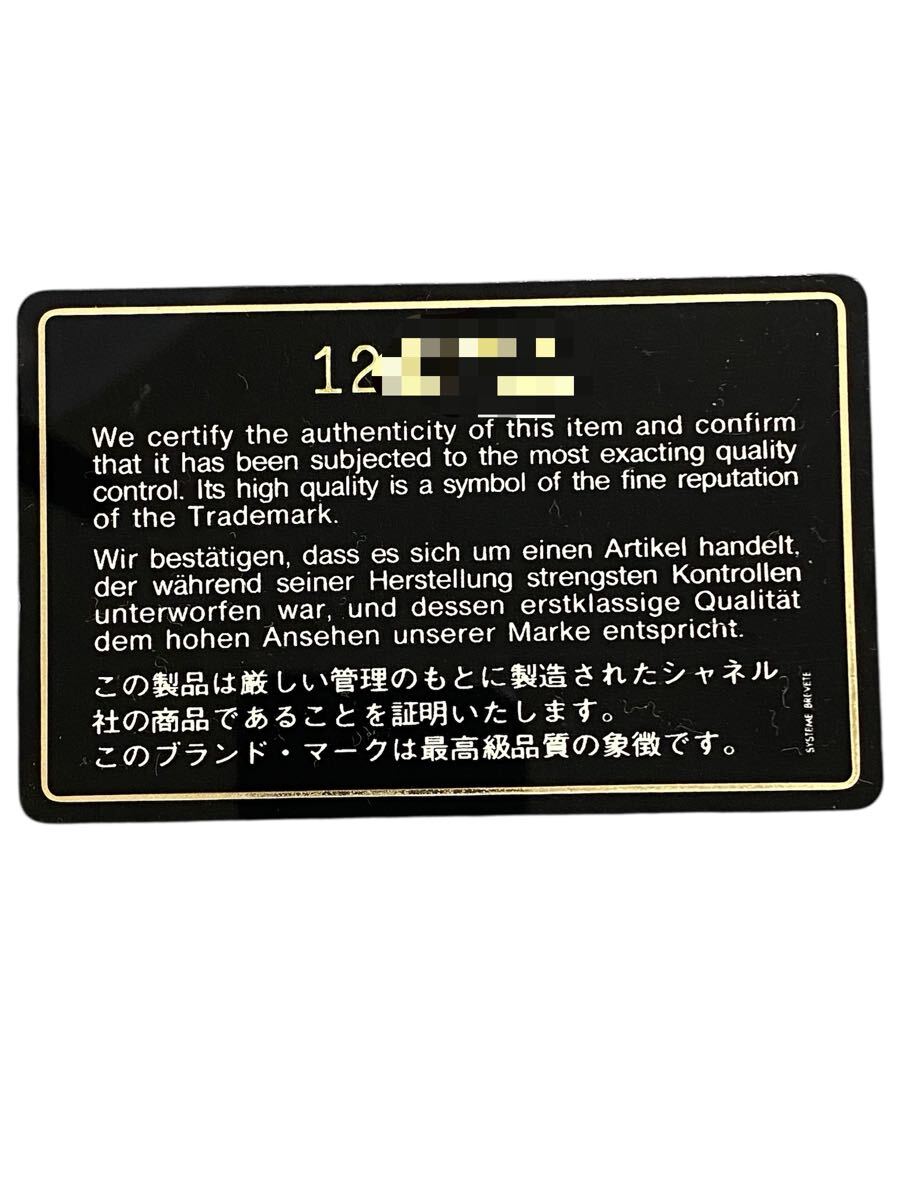 12
We certify the authenticity of this item and confirm
that it has been subjected to the most exacting quality
control. Its high quality is a symbol of the fine reputation
of the Trademark.
Wir bestätigen, dass es sich um einen Artikel handelt,
der während seiner Herstellung strengsten Kontrollen
unterworfen war, und dessen erstklassige Qualität
dem hohen Ansehen unserer Marke entspricht.
この製品は厳しい管理のもとに製造されたシャネル
社の商品であることを証明いたします。
このブランド・マークは最高級品質の象徴です。
SYSTEME BREVETE